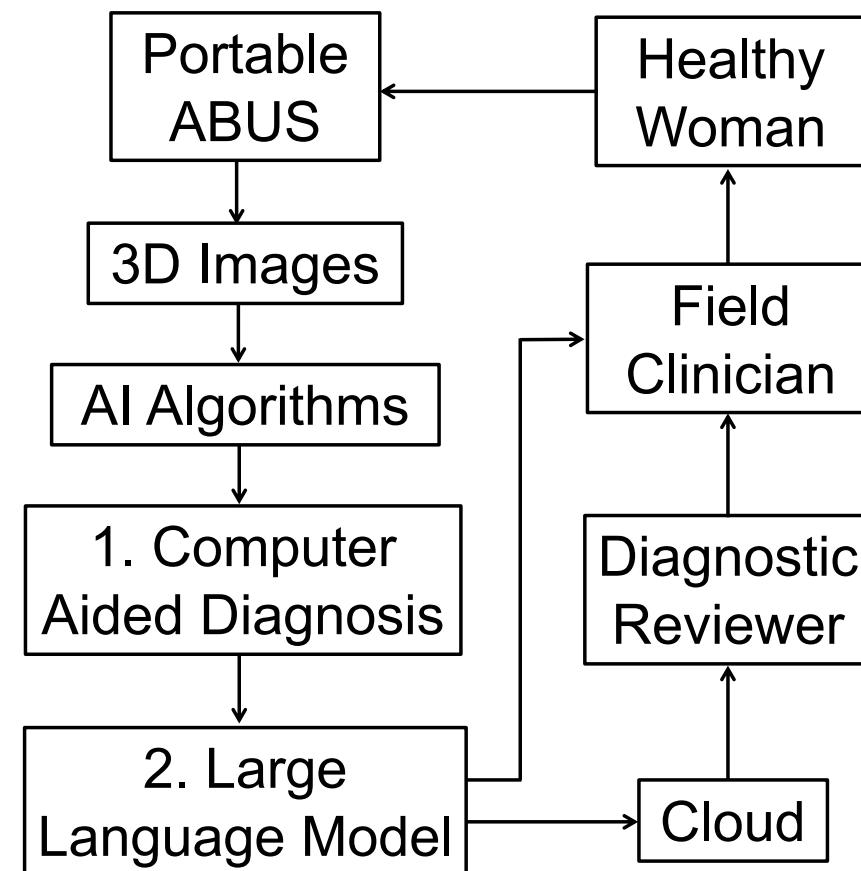 Portable
ABUS
Healthy
Woman
3D Images
Field
Clinician
AI Algorithms
1. Computer
Aided Diagnosis
Diagnostic
Reviewer
2. Large
Language Model
Cloud